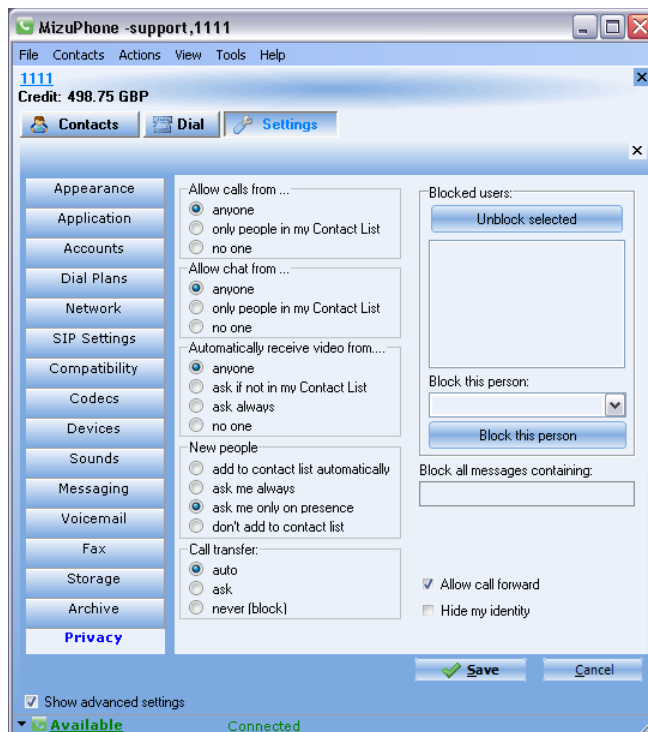 MizuPhone -support,1111
File Contacts Actions View Tools Help
1111
Credit: 498.75 GBP
Contacts Dial Settings
Appearance
Application
Accounts
Dial Plans
Network
SIP Settings
Compatibility
Codecs
Devices
Sounds
Messaging
Voicemail
Fax
Storage
Archive
Privacy
Allow calls from ...
anyone
only people in my Contact List
no one
Allow chat from ...
anyone
only people in my Contact List
no one
Automatically receive video from....
anyone
ask if not in my Contact List
ask always
no one
New people
add to contact list automatically
ask me always
ask me only on presence
don't add to contact list
Call transfer:
auto
ask
never (block)
Blocked users:
Unblock selected
Block this person:
Block this person
Block all messages containing:
Allow call forward
Hide my identity
Save Cancel
Show advanced settings
Available Connected